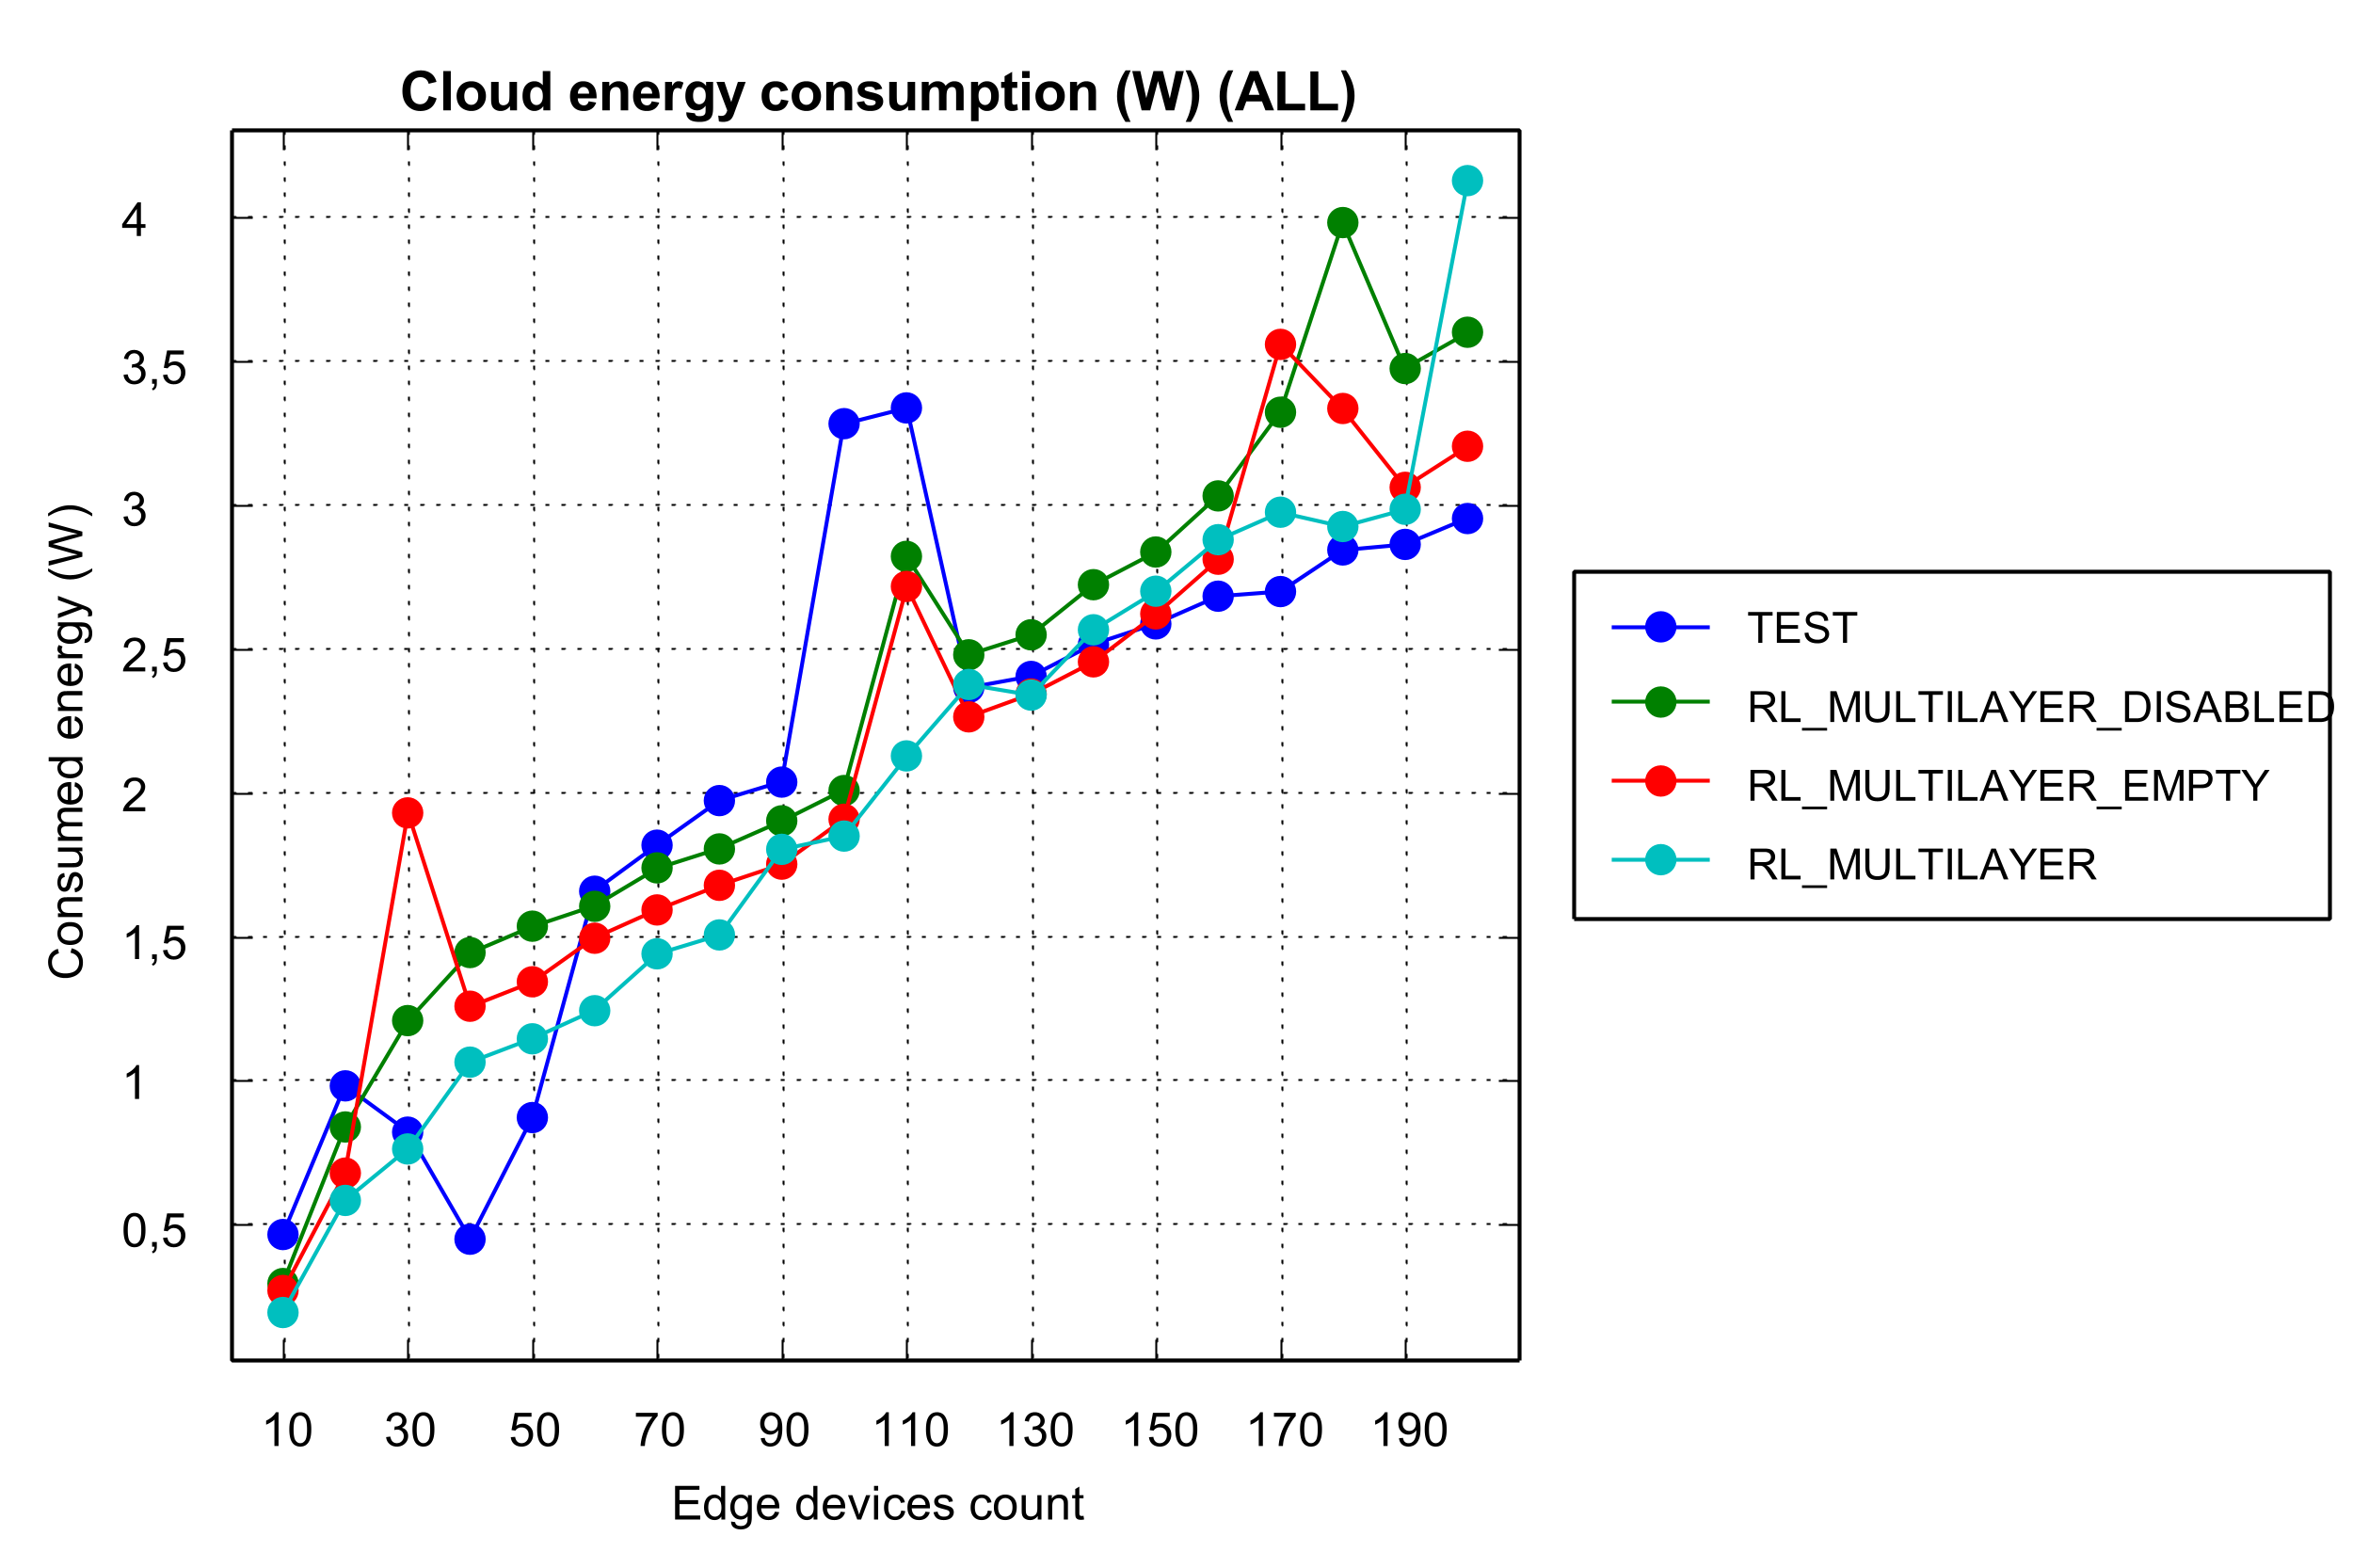 Cloud energy consumption (W) (ALL)
4
3,5
3
2,5
2
1,5
1
0,5
Consumed energy (W)
10 30 50 70 90 110 130 150 170 190
Edge devices count
TEST
RL_MULTILAYER_DISABLED
RL_MULTILAYER_EMPTY
RL_MULTILAYER